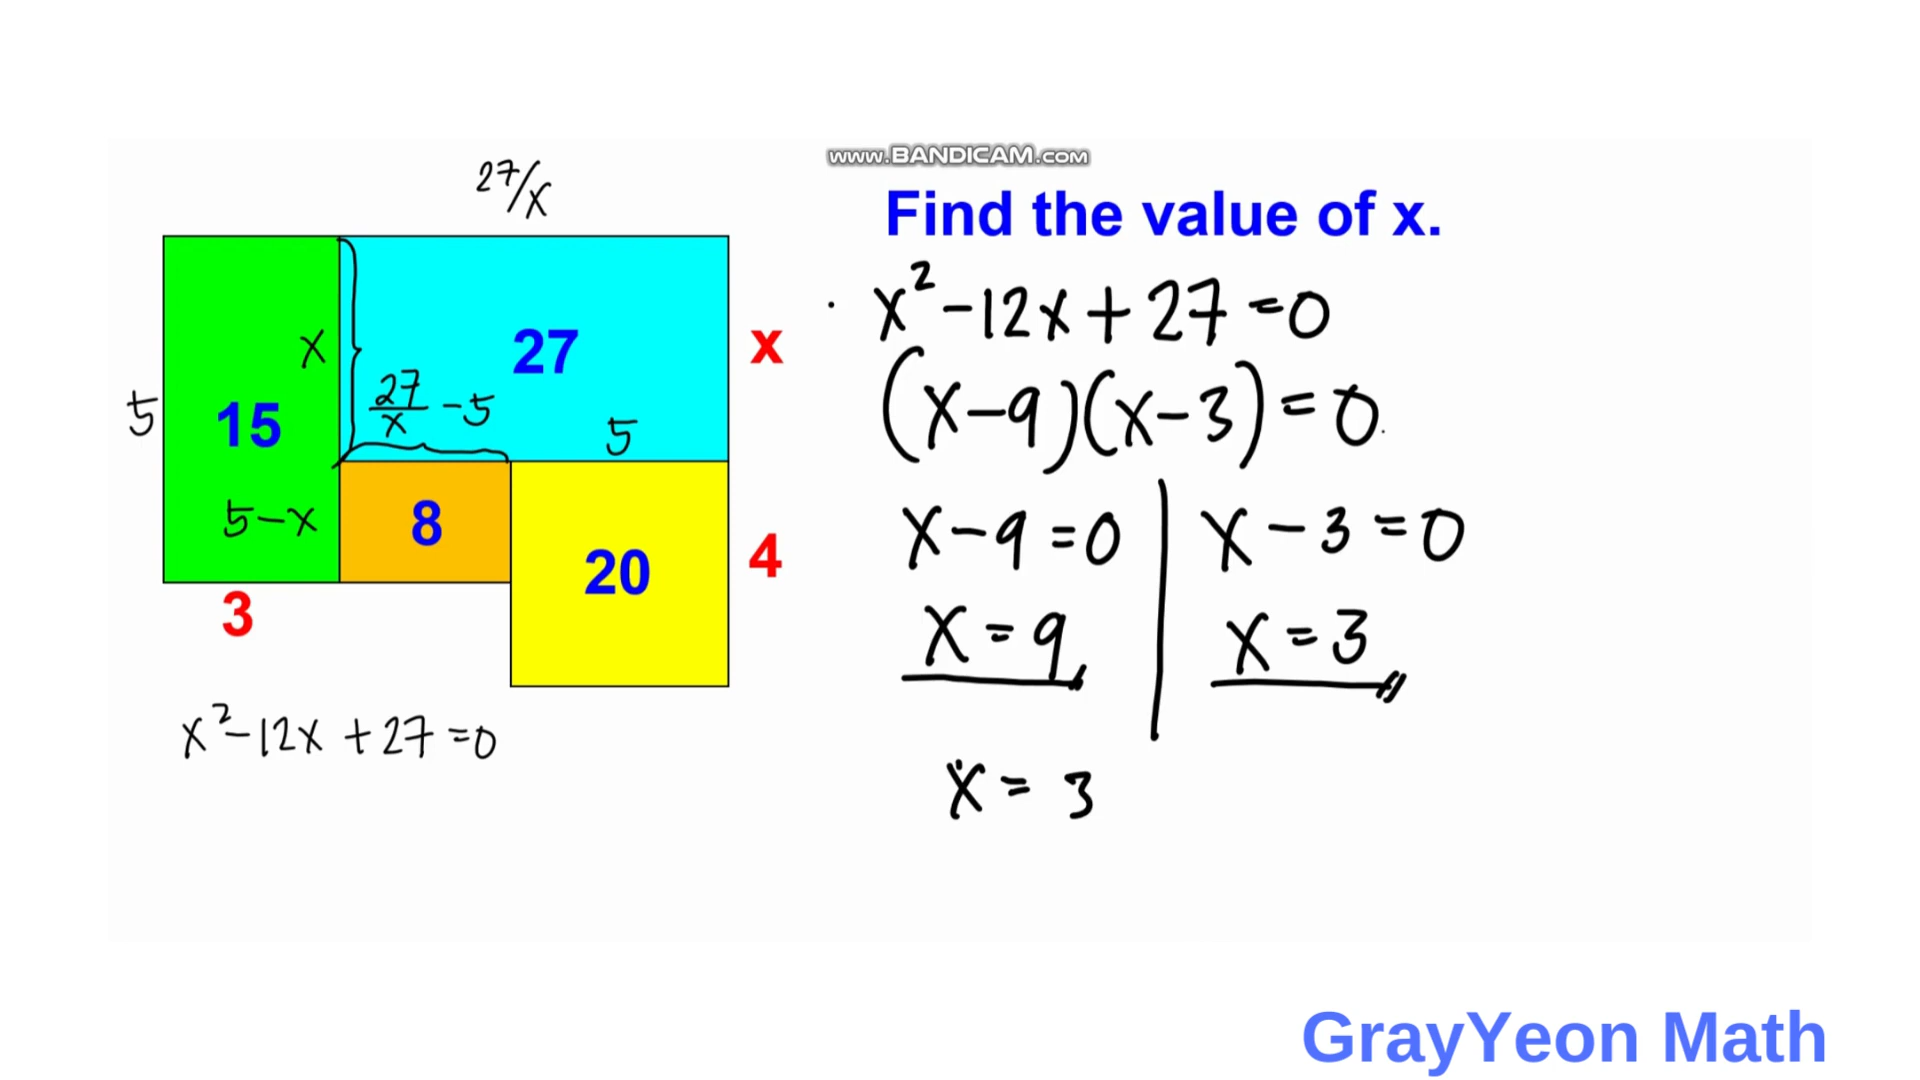 www.BANDICAM.com
27/x
Find the value of x.
x² - 12x + 27 = 0
(x - 9)(x - 3) = 0
x - 9 = 0
x - 3 = 0
x = 9
x = 3
x = 3
x
27
x
27/x - 5
5
15
5
5 - x
8
20
4
3
x² - 12x + 27 = 0
GrayYeon Math